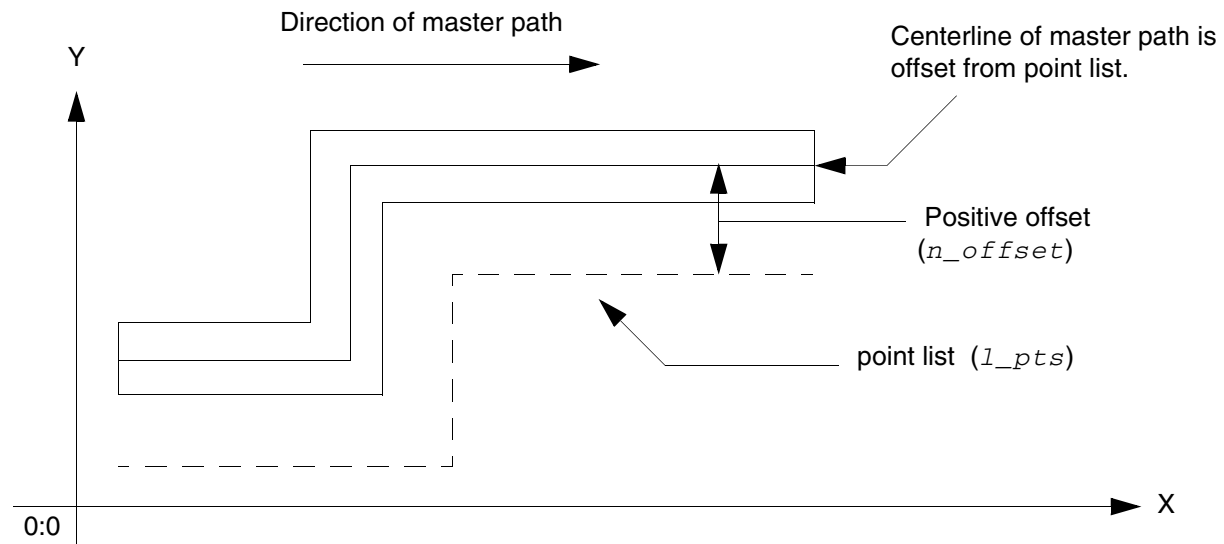 Direction of master path
Centerline of master path is
offset from point list.
Y
Positive offset
(n_offset)
point list (l_pts)
X
0:0